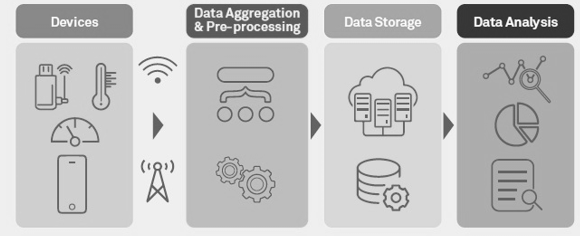 Devices
Data Aggregation
& Pre-processing
Data Storage
Data Analysis